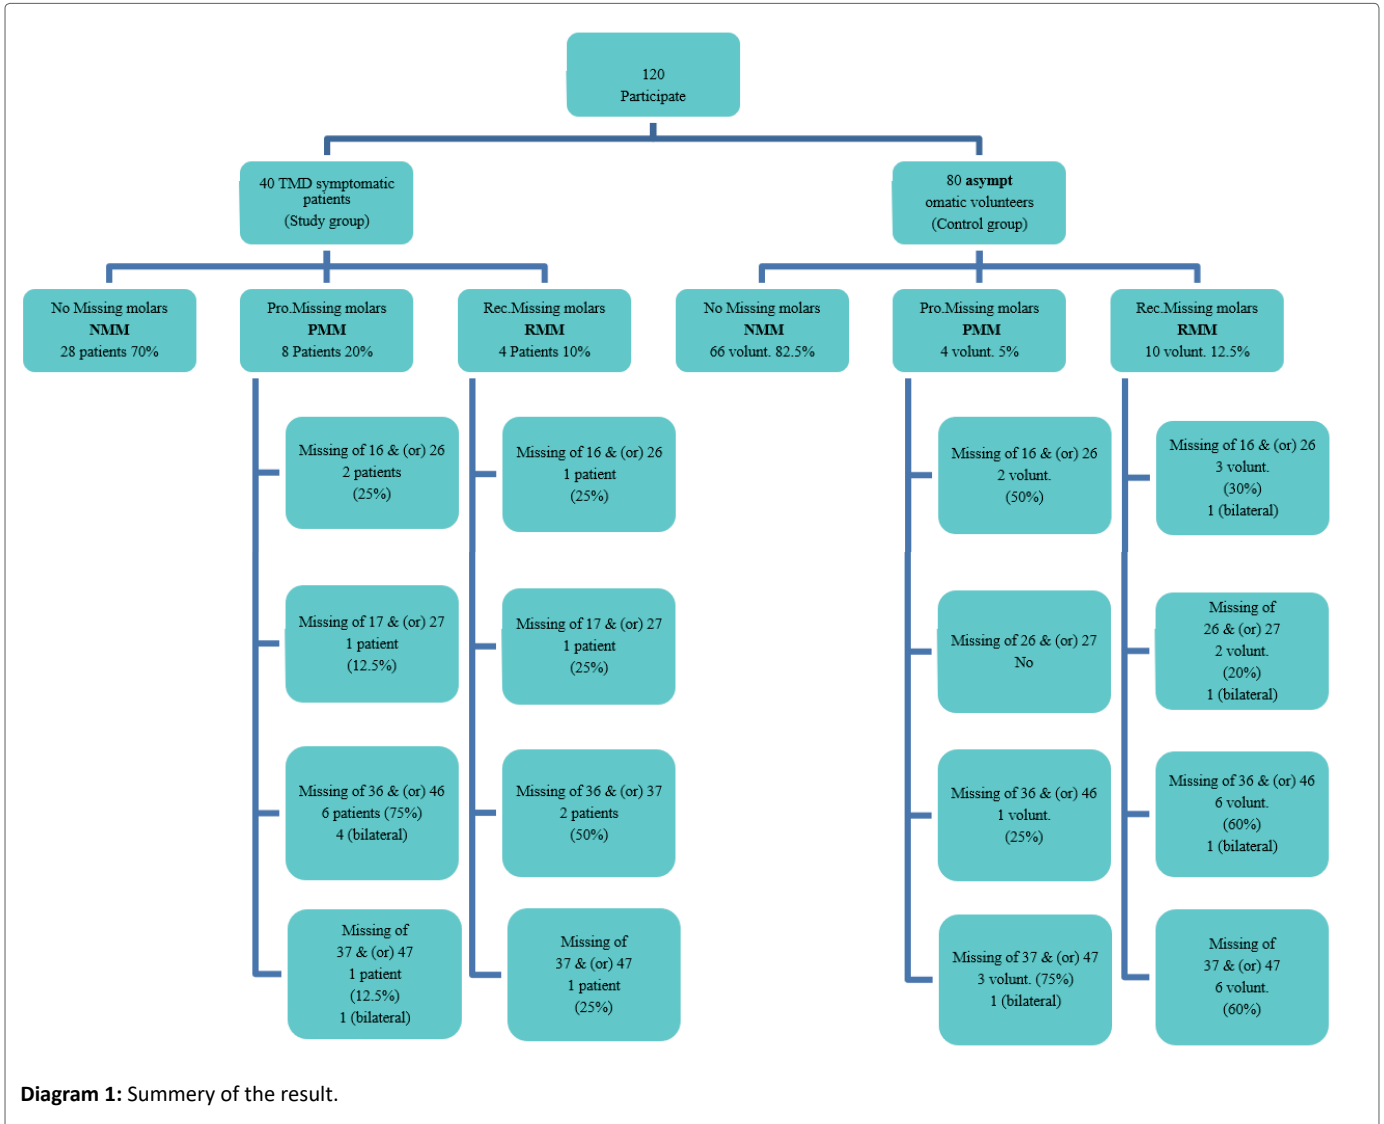 120
Participate
40 TMD symptomatic
patients
(Study group)
80 asympt
omatic volunteers
(Control group)
No Missing molars
NMM
28 patients 70%
Pro.Missing molars
PMM
8 Patients 20%
Rec.Missing molars
RMM
4 Patients 10%
No Missing molars
NMM
66 volunt. 82.5%
Pro.Missing molars
PMM
4 volunt. 5%
Rec.Missing molars
RMM
10 volunt. 12.5%
Missing of 16 & (or) 26
2 patients
(25%)
Missing of 16 & (or) 26
1 patient
(25%)
Missing of 16 & (or) 26
2 volunt.
(50%)
Missing of 16 & (or) 26
3 volunt.
(30%)
1 (bilateral)
Missing of 17 & (or) 27
1 patient
(12.5%)
Missing of 17 & (or) 27
1 patient
(25%)
Missing of 26 & (or) 27
No
Missing of
26 & (or) 27
2 volunt.
(20%)
1 (bilateral)
Missing of 36 & (or) 46
6 patients (75%)
4 (bilateral)
Missing of 36 & (or) 37
2 patients
(50%)
Missing of 36 & (or) 46
1 volunt.
(25%)
Missing of 36 & (or) 46
6 volunt.
(60%)
1 (bilateral)
Missing of
37 & (or) 47
1 patient
(12.5%)
1 (bilateral)
Missing of
37 & (or) 47
1 patient
(25%)
Missing of 37 & (or) 47
3 volunt. (75%)
1 (bilateral)
Missing of
37 & (or) 47
6 volunt.
(60%)
Diagram 1: Summery of the result.